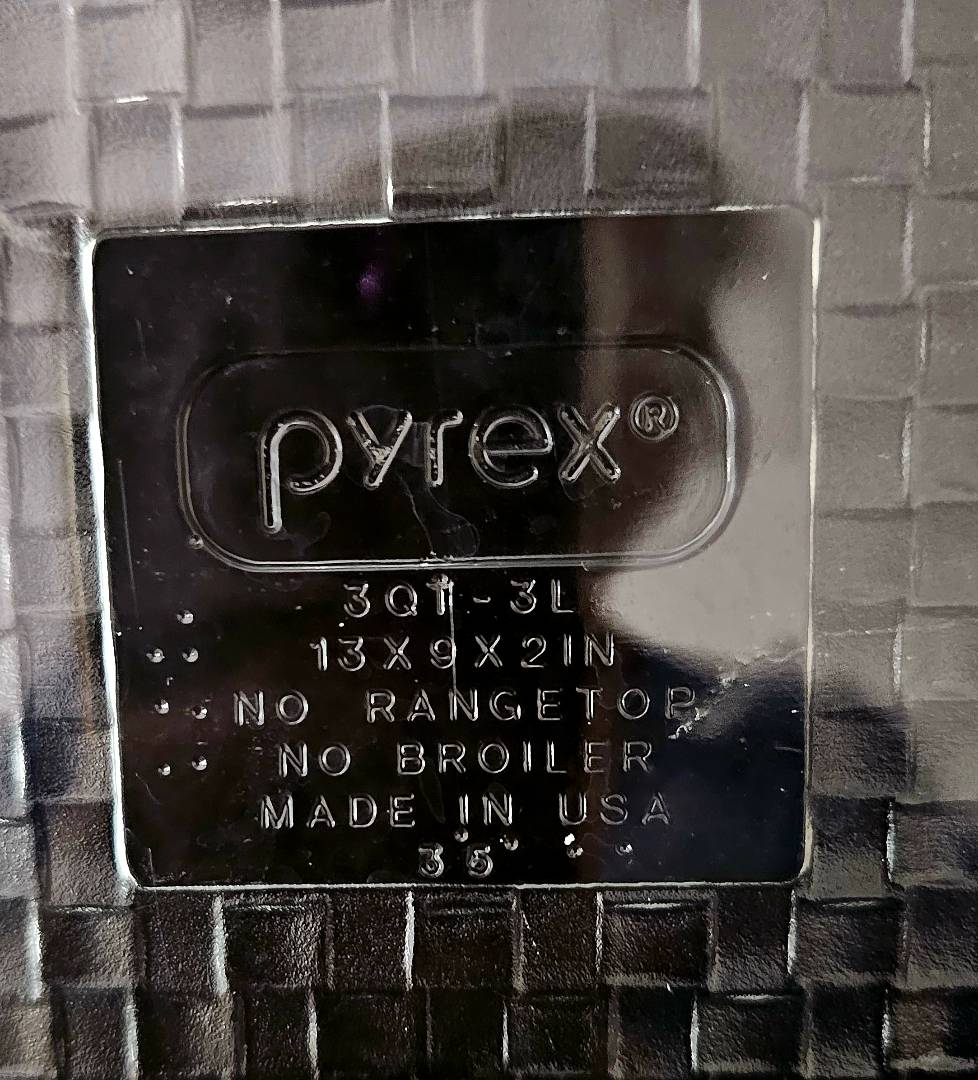 pyrex®
3QT - 3L
13X9X2IN
NO RANGETOP
NO BROILER
MADE IN USA
35